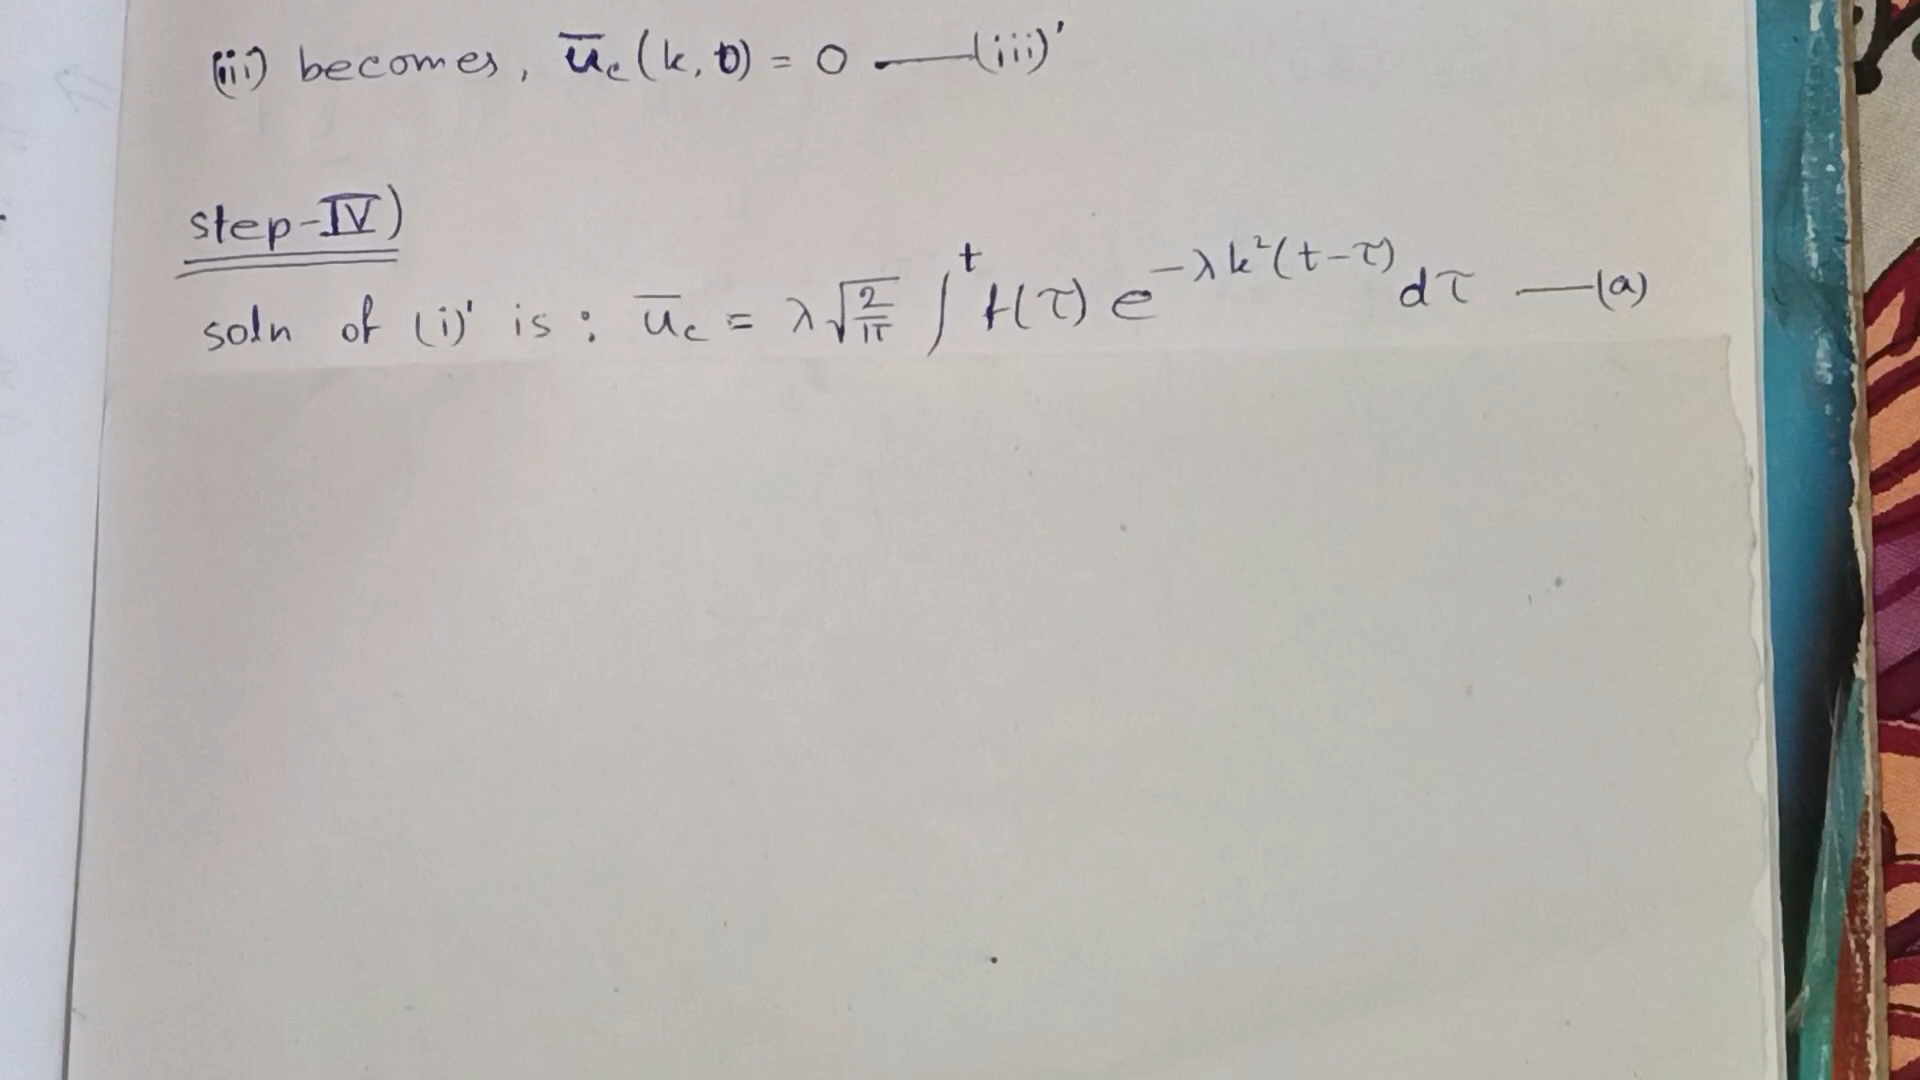 (iii) becomes, ū_c(k, 0) = 0 —(iii)'
step-IV)
soln of (i)' is : ū_c = λ√(2/π) ∫^t f(τ) e^{-λk²(t-τ)} dτ —(a)